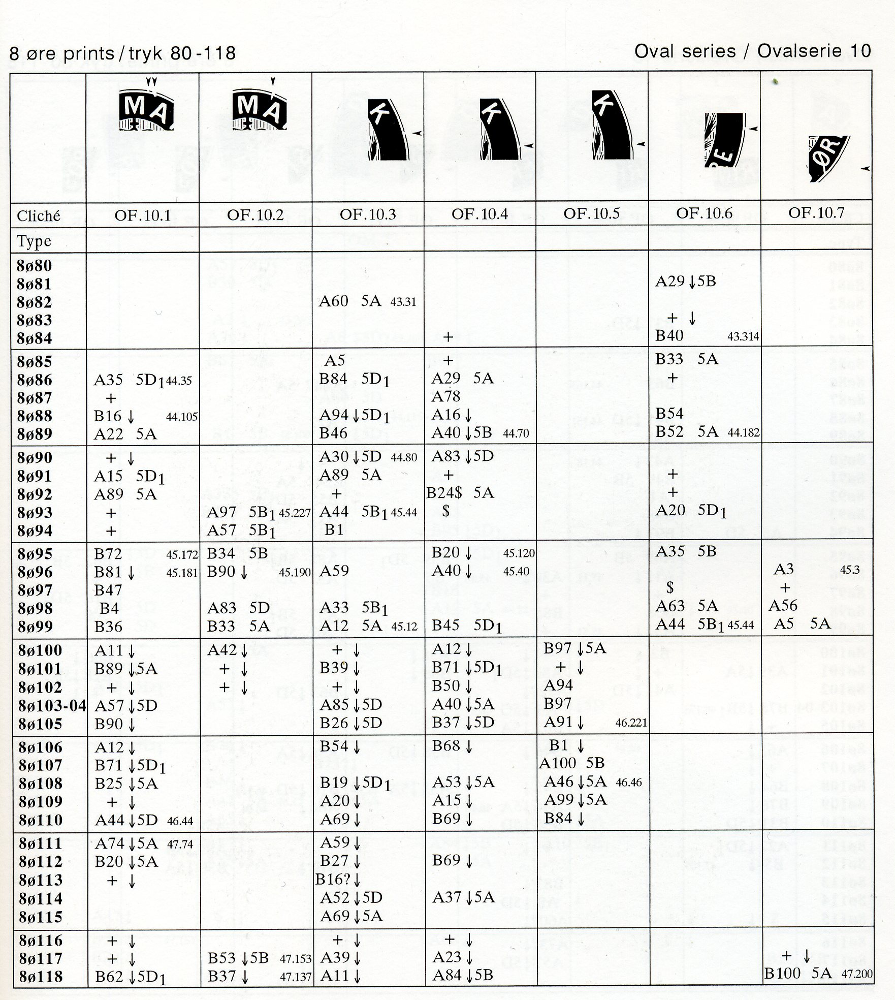 8 øre prints / tryk 80-118 Oval series / Ovalserie 10
M A M A K K K PE ØR
Cliché OF.10.1 OF.10.2 OF.10.3 OF.10.4 OF.10.5 OF.10.6 OF.10.7
Type
8ø80
8ø81 A29 ↓ 5B
8ø82 A60 5A 43.31
8ø83 + ↓
8ø84 + B40 43.314
8ø85 A5 + B33 5A
8ø86 A35 5D1 44.35 B84 5D1 A29 5A +
8ø87 + A78
8ø88 B16 ↓ 44.105 A94 ↓ 5D1 A16 ↓ B54
8ø89 A22 5A B46 A40 ↓ 5B 44.70 B52 5A 44.182
8ø90 + ↓ A30 ↓ 5D 44.80 A83 ↓ 5D
8ø91 A15 5D1 A89 5A + +
8ø92 A89 5A + B24$ 5A +
8ø93 + A97 5B1 45.227 A44 5B1 45.44 $ A20 5D1
8ø94 + A57 5B1 B1
8ø95 B72 45.172 B34 5B B20 ↓ 45.120 A35 5B
8ø96 B81 ↓ 45.181 B90 ↓ 45.190 A59 A40 ↓ 45.40 A3 45.3
8ø97 B47 $ +
8ø98 B4 A83 5D A33 5B1 A63 5A A56
8ø99 B36 B33 5A A12 5A 45.12 B45 5D1 A44 5B1 45.44 A5 5A
8ø100 A11 ↓ A42 ↓ + ↓ A12 ↓ B97 ↓ 5A
8ø101 B89 ↓ 5A + ↓ B39 ↓ B71 ↓ 5D1 + ↓
8ø102 + ↓ + ↓ + ↓ B50 ↓ A94
8ø103-04 A57 ↓ 5D A85 ↓ 5D A40 ↓ 5A B97
8ø105 B90 ↓ B26 ↓ 5D B37 ↓ 5D A91 ↓ 46.221
8ø106 A12 ↓ B54 ↓ B68 ↓ B1 ↓
8ø107 B71 ↓ 5D1 A100 5B
8ø108 B25 ↓ 5A B19 ↓ 5D1 A53 ↓ 5A A46 ↓ 5A 46.46
8ø109 + ↓ A20 ↓ A15 ↓ A99 ↓ 5A
8ø110 A44 ↓ 5D 46.44 A69 ↓ B69 ↓ B84 ↓
8ø111 A74 ↓ 5A 47.74 A59 ↓
8ø112 B20 ↓ 5A B27 ↓ B69 ↓
8ø113 + ↓ B16? ↓
8ø114 A52 ↓ 5D A37 ↓ 5A
8ø115 A69 ↓ 5A
8ø116 + ↓ + ↓ + ↓
8ø117 + ↓ B53 ↓ 5B 47.153 A39 ↓ A23 ↓ + ↓
8ø118 B62 ↓ 5D1 B37 ↓ 47.137 A11 ↓ A84 ↓ 5B B100 5A 47.200